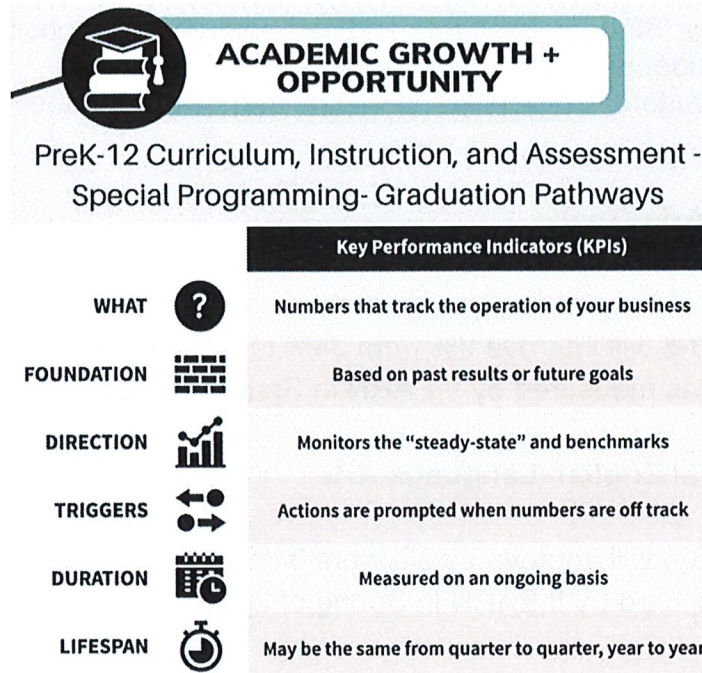 ACADEMIC GROWTH +
OPPORTUNITY
PreK-12 Curriculum, Instruction, and Assessment -
Special Programming- Graduation Pathways
Key Performance Indicators (KPIs)
WHAT ? Numbers that track the operation of your business
FOUNDATION Based on past results or future goals
DIRECTION Monitors the “steady-state” and benchmarks
TRIGGERS Actions are prompted when numbers are off track
DURATION Measured on an ongoing basis
LIFESPAN May be the same from quarter to quarter, year to year